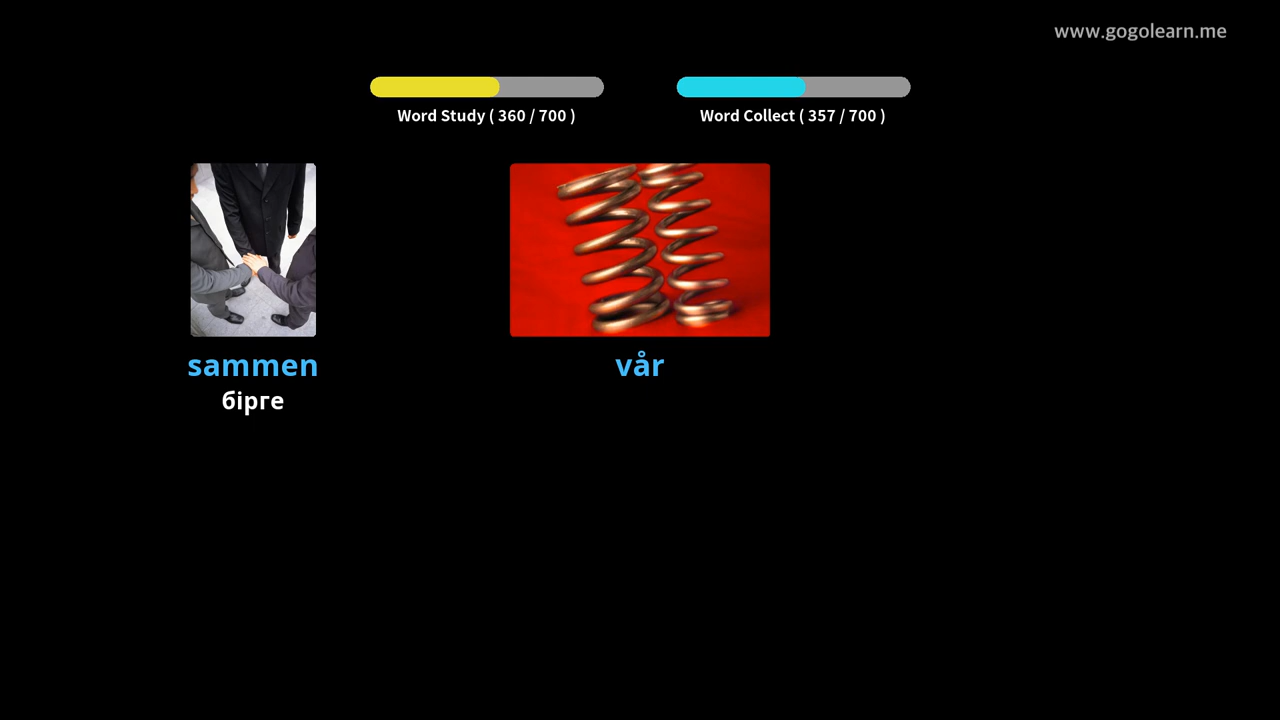 www.gogolearn.me
Word Study ( 360 / 700 )
Word Collect ( 357 / 700 )
sammen
бірге
vår